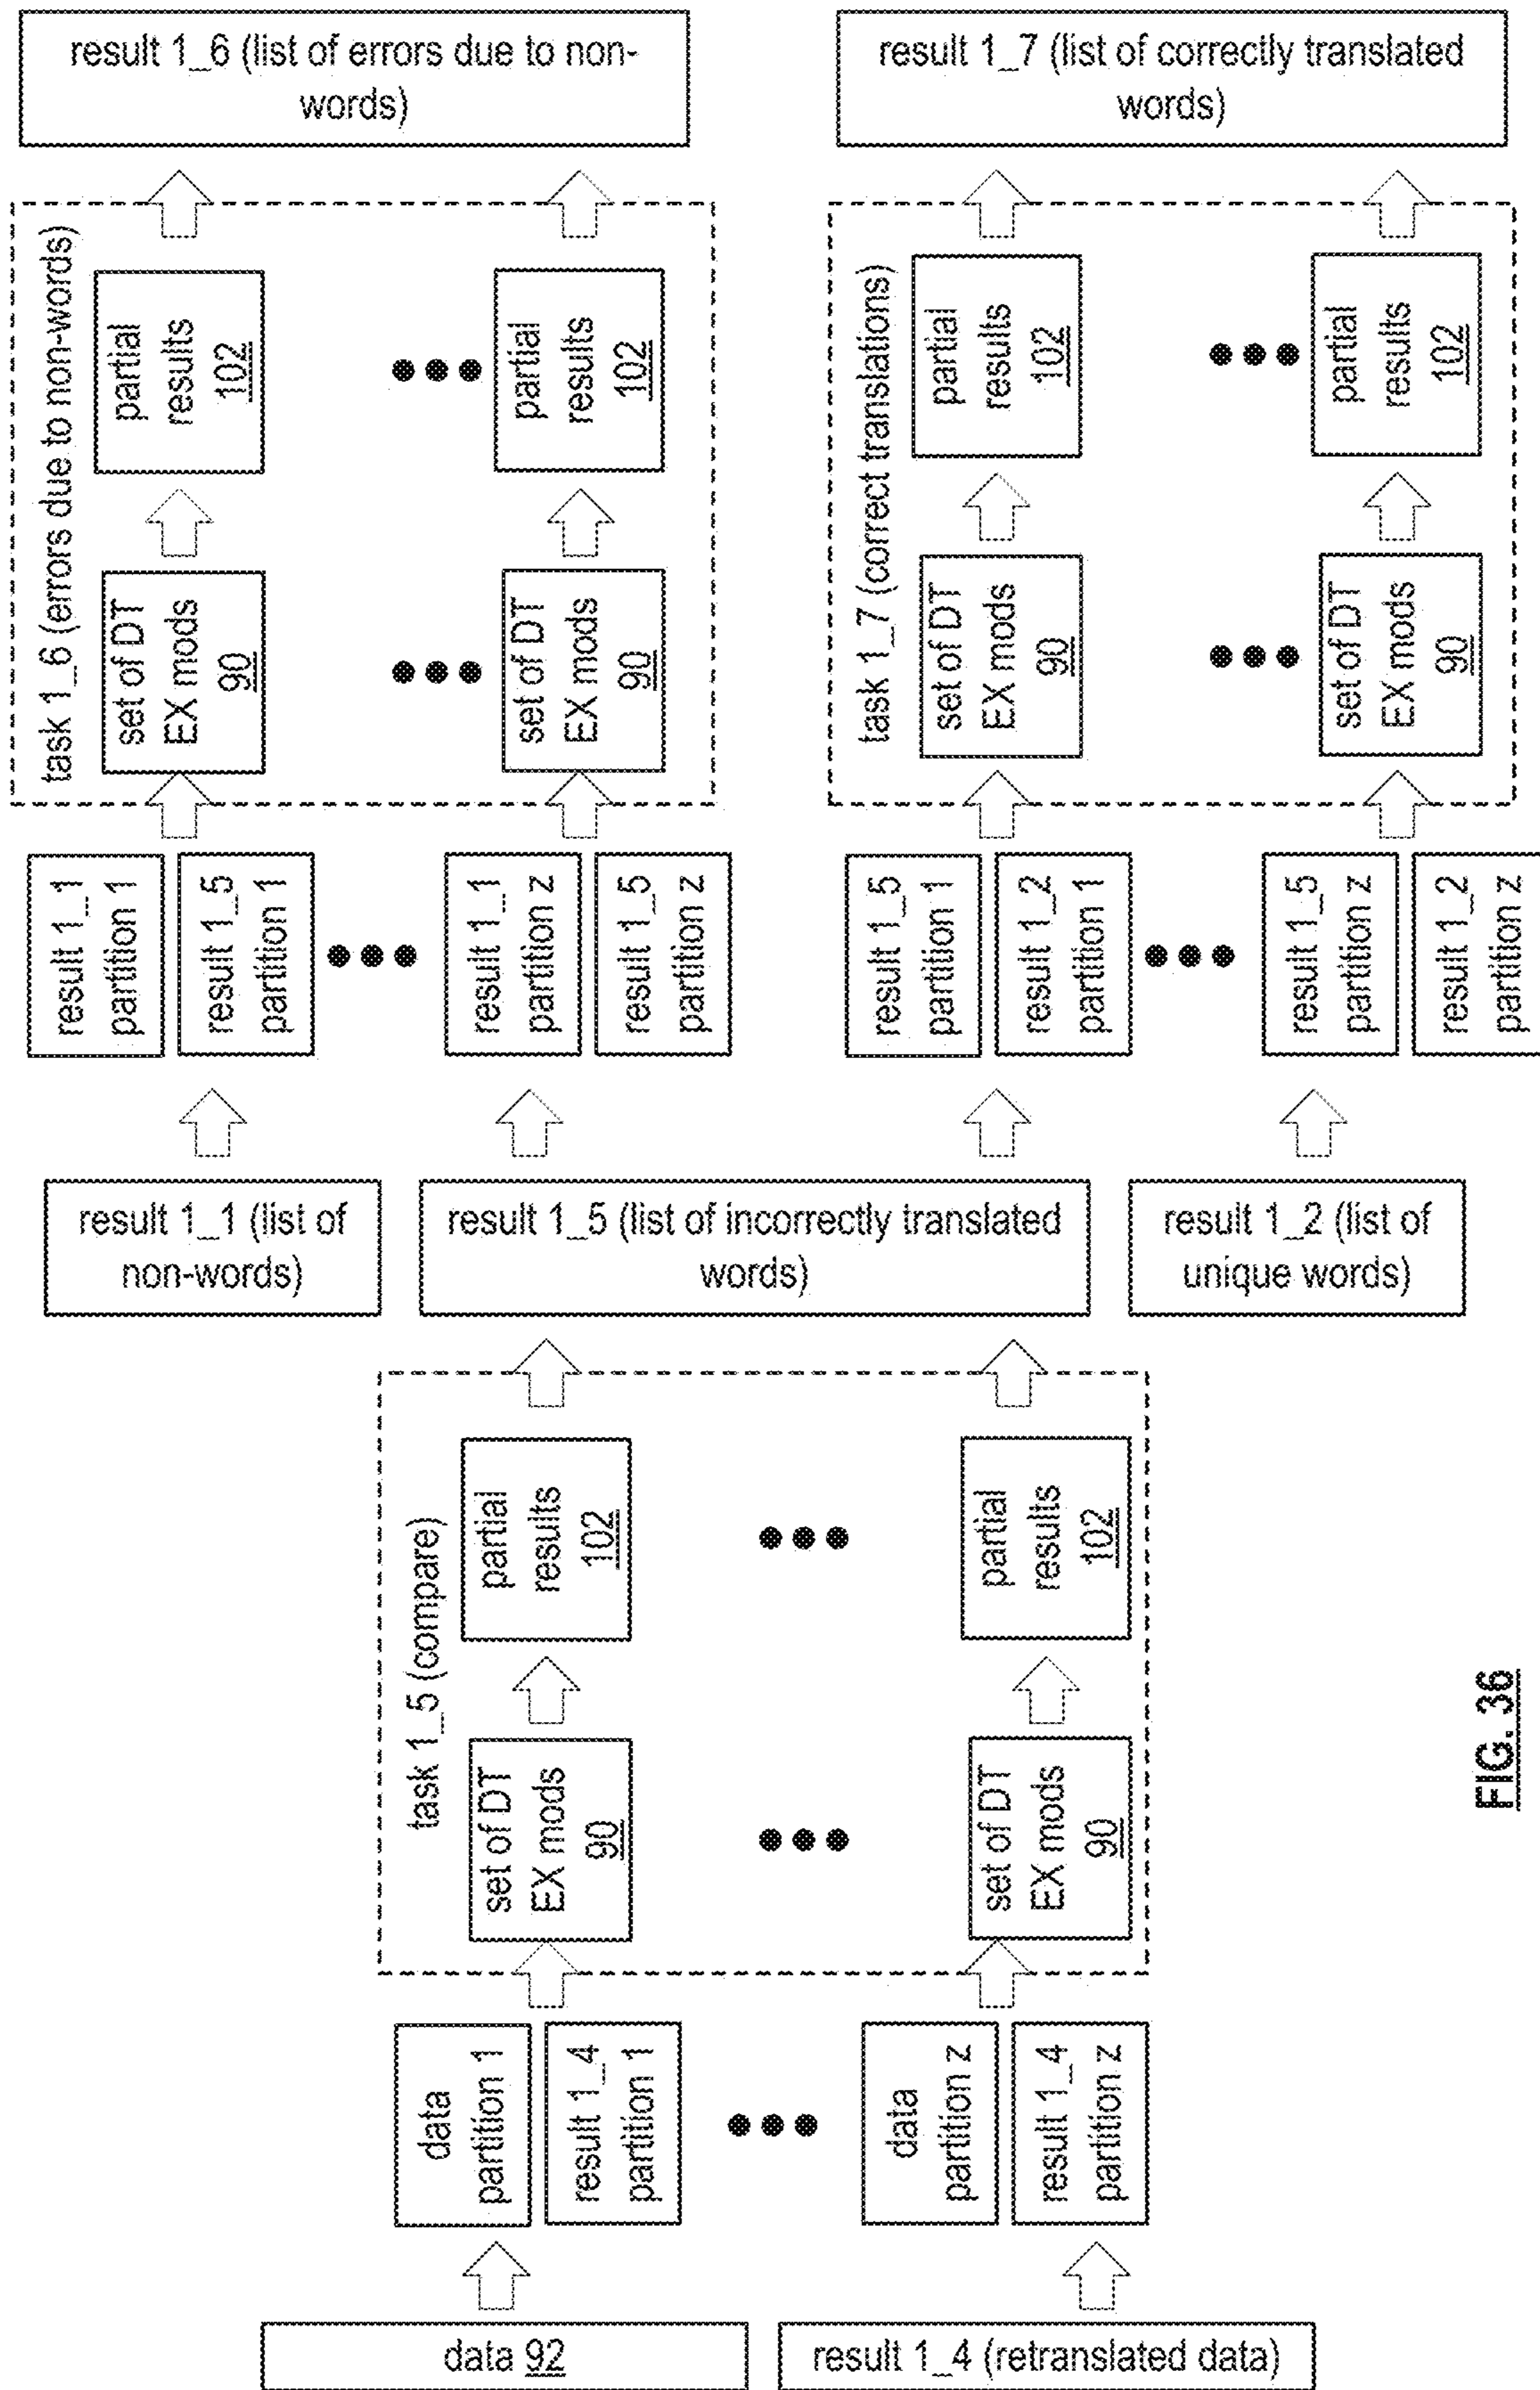 data 92
result 1_4 (retranslated data)
data
partition 1
result 1_4
partition 1
data
partition z
result 1_4
partition z
task 1_5 (compare)
set of DT
EX mods
90
partial
results
102
set of DT
EX mods
90
partial
results
102
result 1_1 (list of
non-words)
result 1_5 (list of incorrectly translated
words)
result 1_2 (list of
unique words)
result 1_1
partition 1
result 1_5
partition 1
result 1_1
partition z
result 1_5
partition z
result 1_5
partition 1
result 1_2
partition 1
result 1_5
partition z
result 1_2
partition z
task 1_6 (errors due to non-words)
set of DT
EX mods
90
partial
results
102
set of DT
EX mods
90
partial
results
102
task 1_7 (correct translations)
set of DT
EX mods
90
partial
results
102
set of DT
EX mods
90
partial
results
102
result 1_6 (list of errors due to non-
words)
result 1_7 (list of correctily translated
words)
FIG. 36